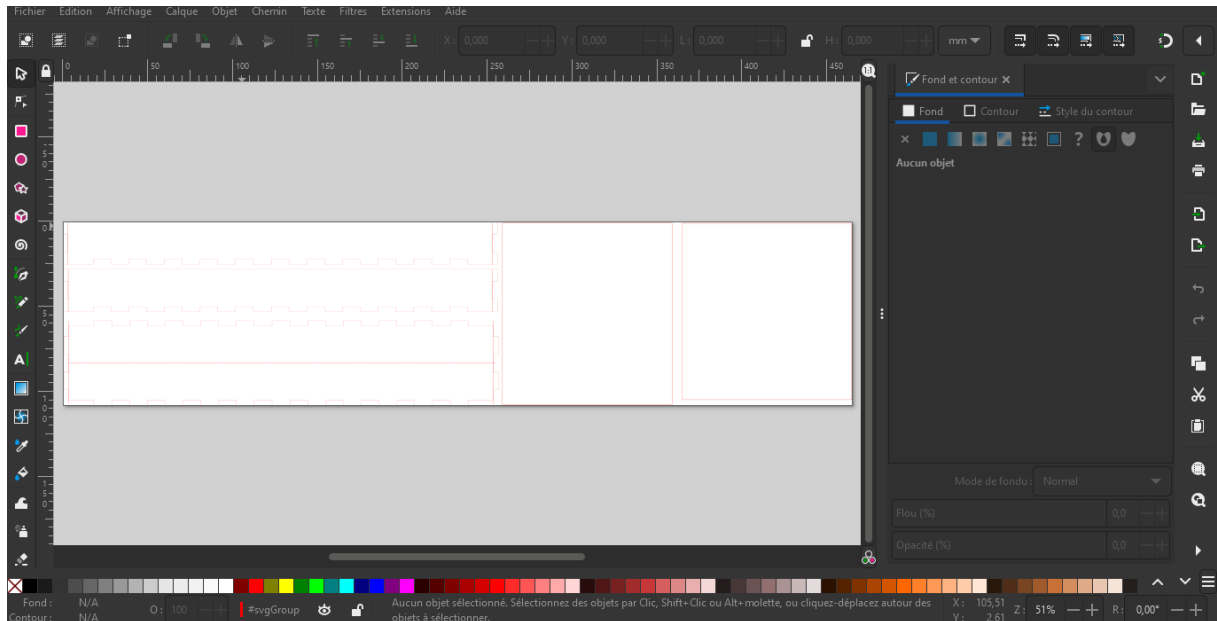 Fichier Edition Affichage Calque Objet Chemin Texte Filtres Extensions Aide
X: 0,000 Y: 0,000 L: 0,000 H: 0,000 mm
0 50 100 150 200 250 300 350 400 450 1:1
Fond et contour
Fond Contour Style du contour
?
Aucun objet
Mode de fondu : Normal
Flou (%) 0,0
Opacité (%) 0,0
Fond : N/A
Contour : N/A
O : 100
#svgGroup
Aucun objet sélectionné. Sélectionnez des objets par Clic, Shift+Clic ou Alt+molette, ou cliquez-déplacez autour des
objets à sélectionner.
X : 105,51
Y : 2,61
Z : 51%
R : 0,00°